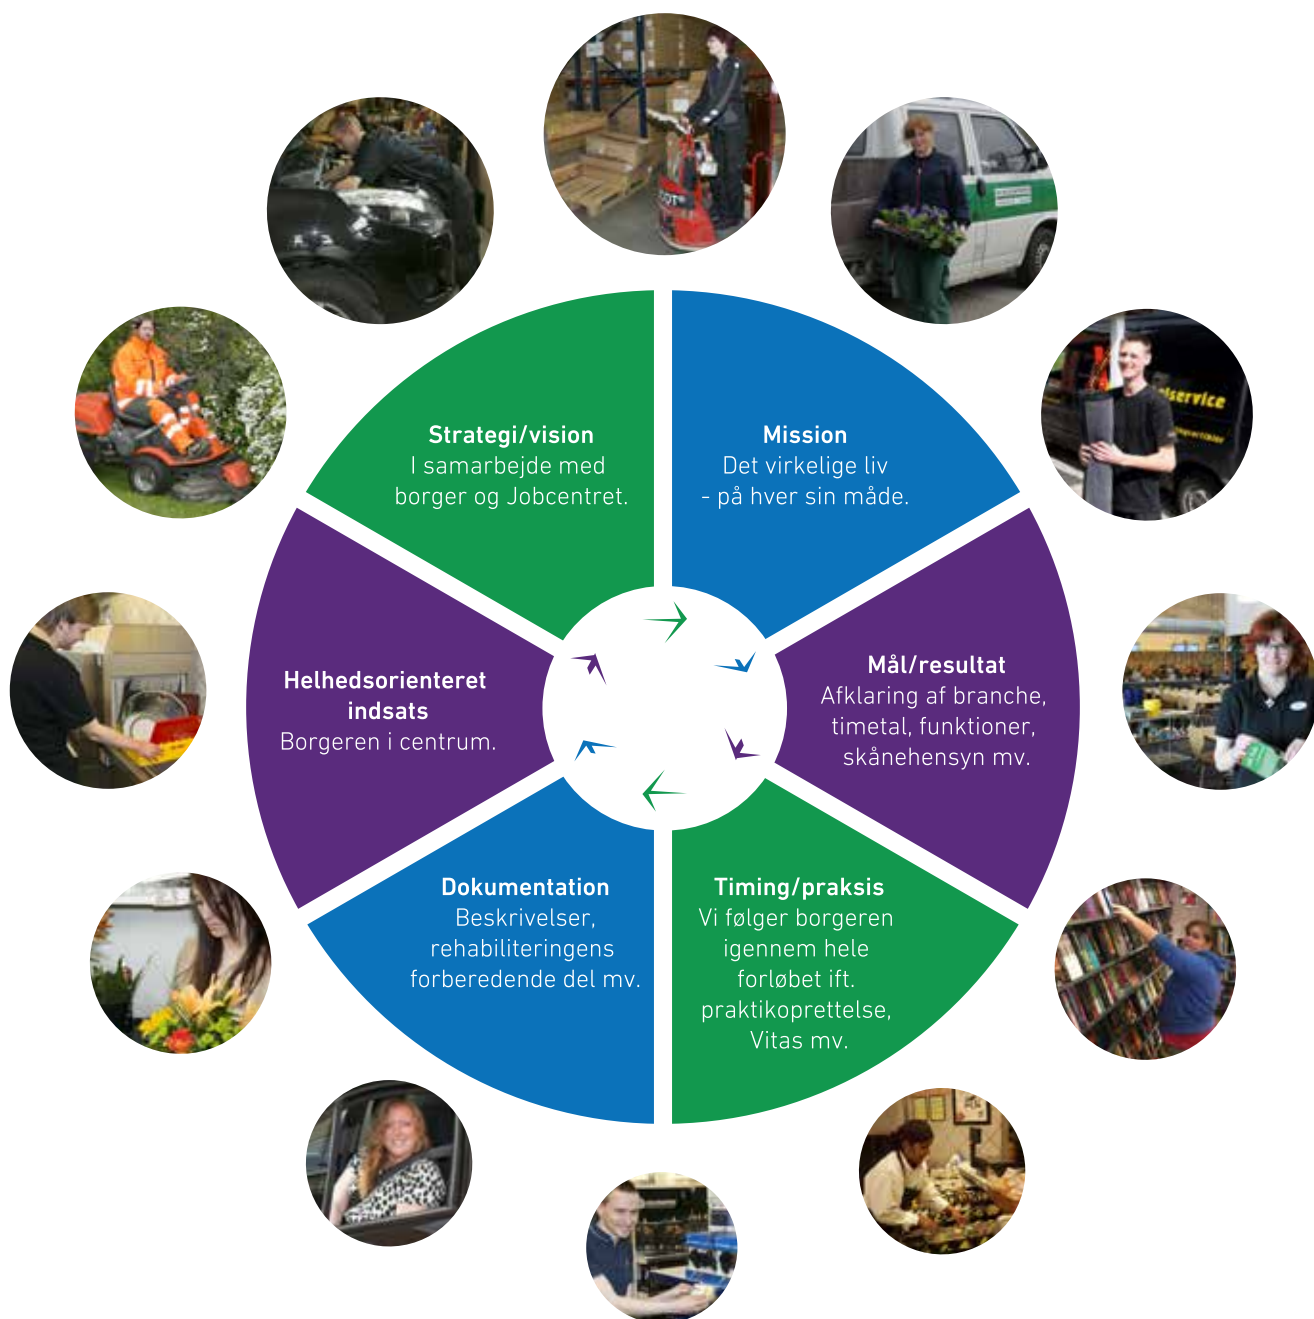 Strategi/vision
I samarbejde med
borger og Jobcentret.
Mission
Det virkelige liv
- på hver sin måde.
Mål/resultat
Afklaring af branche,
timetal, funktioner,
skånehensyn mv.
Timing/praksis
Vi følger borgeren
igennem hele
forløbet ift.
praktikoprettelse,
Vitas mv.
Dokumentation
Beskrivelser,
rehabiliteringens
forberedende del mv.
Helhedsorienteret
indsats
Borgeren i centrum.